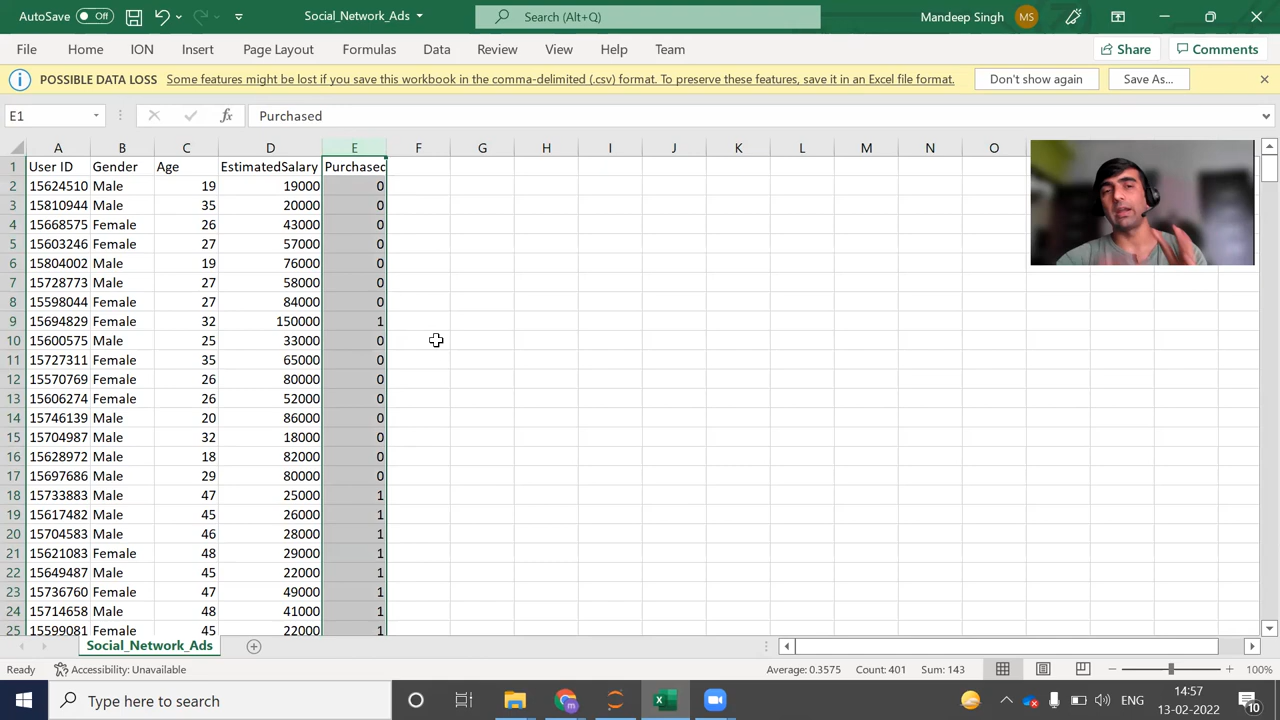 AutoSave Off Social_Network_Ads Search (Alt+Q) Mandeep Singh MS
File Home ION Insert Page Layout Formulas Data Review View Help Team Share Comments
POSSIBLE DATA LOSS Some features might be lost if you save this workbook in the comma-delimited (.csv) format. To preserve these features, save it in an Excel file format. Don't show again Save As...
E1 fx Purchased
A B C D E F G H I J K L M N O
1 User ID Gender Age EstimatedSalary Purchased
2 15624510 Male 19 19000 0
3 15810944 Male 35 20000 0
4 15668575 Female 26 43000 0
5 15603246 Female 27 57000 0
6 15804002 Male 19 76000 0
7 15728773 Male 27 58000 0
8 15598044 Female 27 84000 0
9 15694829 Female 32 150000 1
10 15600575 Male 25 33000 0
11 15727311 Female 35 65000 0
12 15570769 Female 26 80000 0
13 15606274 Female 26 52000 0
14 15746139 Male 20 86000 0
15 15704987 Male 32 18000 0
16 15628972 Male 18 82000 0
17 15697686 Male 29 80000 0
18 15733883 Male 47 25000 1
19 15617482 Male 45 26000 1
20 15704583 Male 46 28000 1
21 15621083 Female 48 29000 1
22 15649487 Male 45 22000 1
23 15736760 Female 47 49000 1
24 15714658 Male 48 41000 1
25 15599081 Female 45 22000 1
Social_Network_Ads
Ready Accessibility: Unavailable Average: 0.3575 Count: 401 Sum: 143 100%
Type here to search ENG 14:57
13-02-2022 10